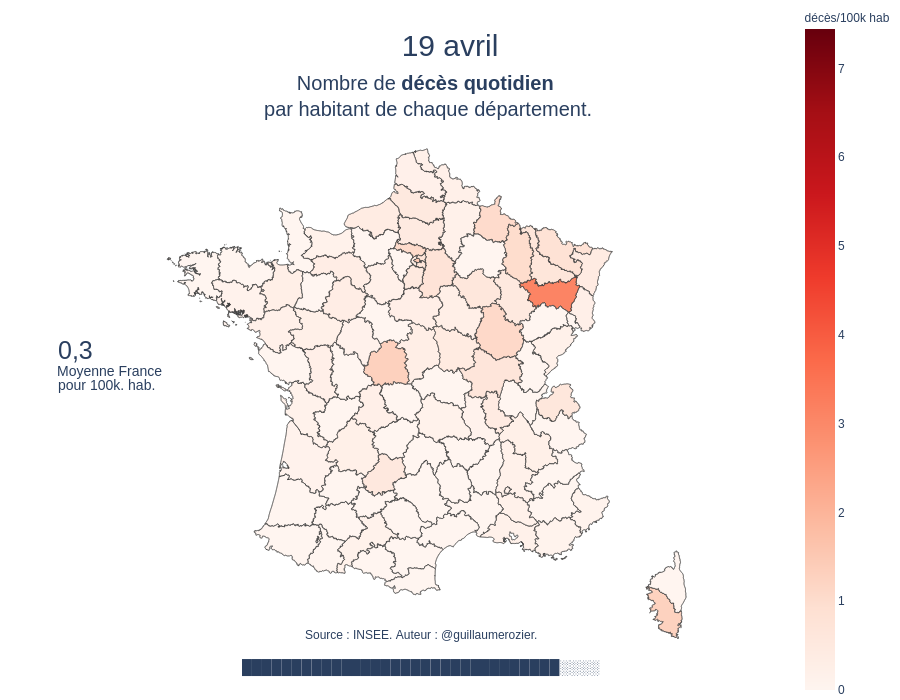 décès/100k hab
19 avril
Nombre de décès quotidien
par habitant de chaque département.
7
6
5
4
3
2
1
0
0,3
Moyenne France
pour 100k. hab.
Source : INSEE. Auteur : @guillaumerozier.